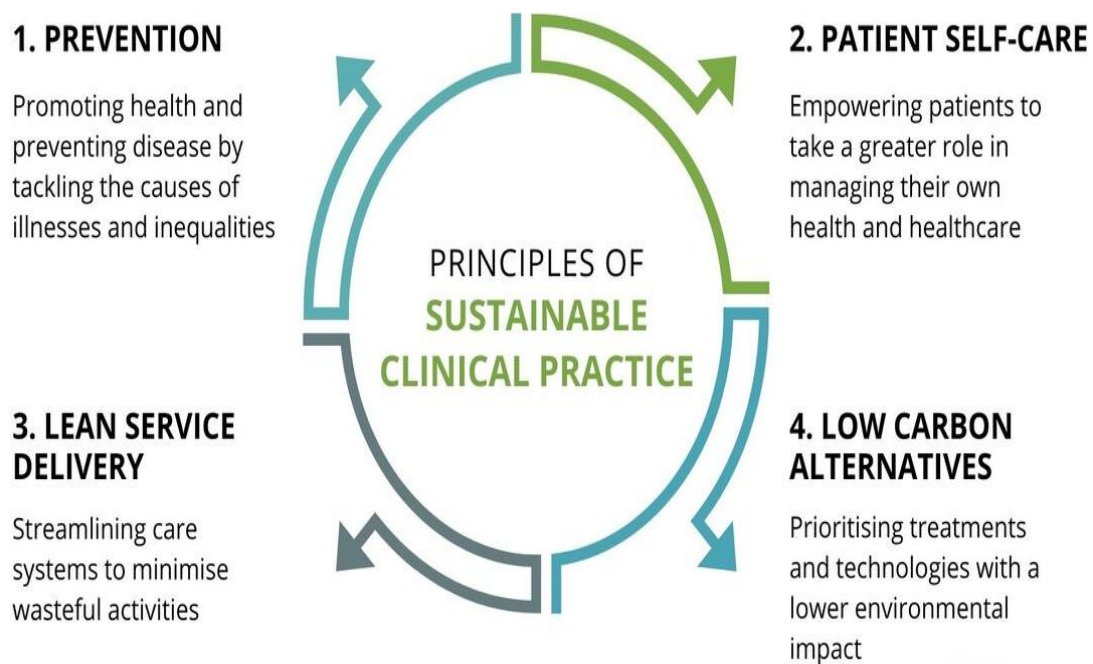 1. PREVENTION
Promoting health and
preventing disease by
tackling the causes of
illnesses and inequalities
2. PATIENT SELF-CARE
Empowering patients to
take a greater role in
managing their own
health and healthcare
PRINCIPLES OF
SUSTAINABLE
CLINICAL PRACTICE
3. LEAN SERVICE
DELIVERY
Streamlining care
systems to minimise
wasteful activities
4. LOW CARBON
ALTERNATIVES
Prioritising treatments
and technologies with a
lower environmental
impact